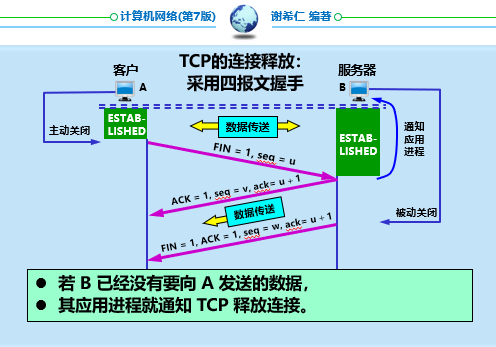 计算机网络(第7版) 谢希仁 编著
TCP的连接释放：
采用四报文握手
客户
A
服务器
B
主动关闭
ESTAB-
LISHED
数据传送
ESTAB-
LISHED
通知
应用
进程
FIN = 1, seq = u
ACK = 1, seq = v, ack= u + 1
数据传送
被动关闭
FIN = 1, ACK = 1, seq = w, ack= u + 1
● 若 B 已经没有要向 A 发送的数据，
● 其应用进程就通知 TCP 释放连接。